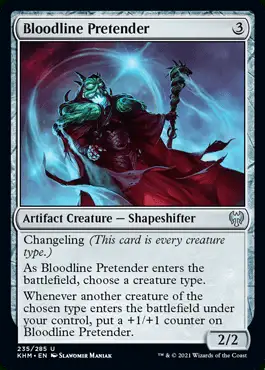 Bloodline Pretender 3
Artifact Creature — Shapeshifter
Changeling (This card is every creature
type.)
As Bloodline Pretender enters the
battlefield, choose a creature type.
Whenever another creature of the
chosen type enters the battlefield under
your control, put a +1/+1 counter on
Bloodline Pretender.
2/2
235/285 U
KHM • EN SLAWOMIR MANIAK
™ & © 2021 Wizards of the Coast